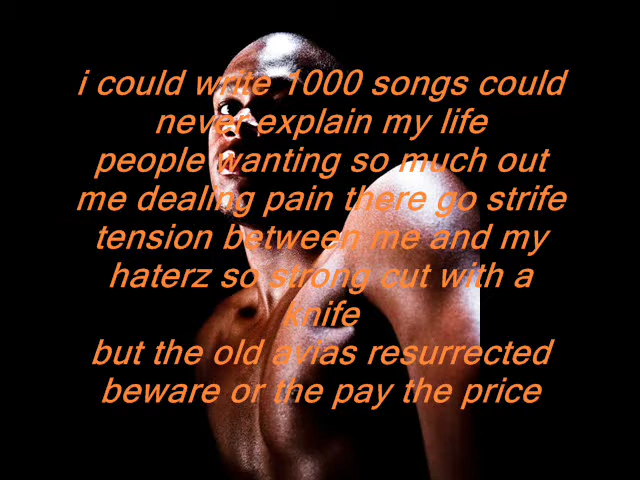 i could write 1000 songs could
never explain my life
people wanting so much out
me dealing pain there go strife
tension between me and my
haterz so strong cut with a
knife
but the old avias resurrected
beware or the pay the price